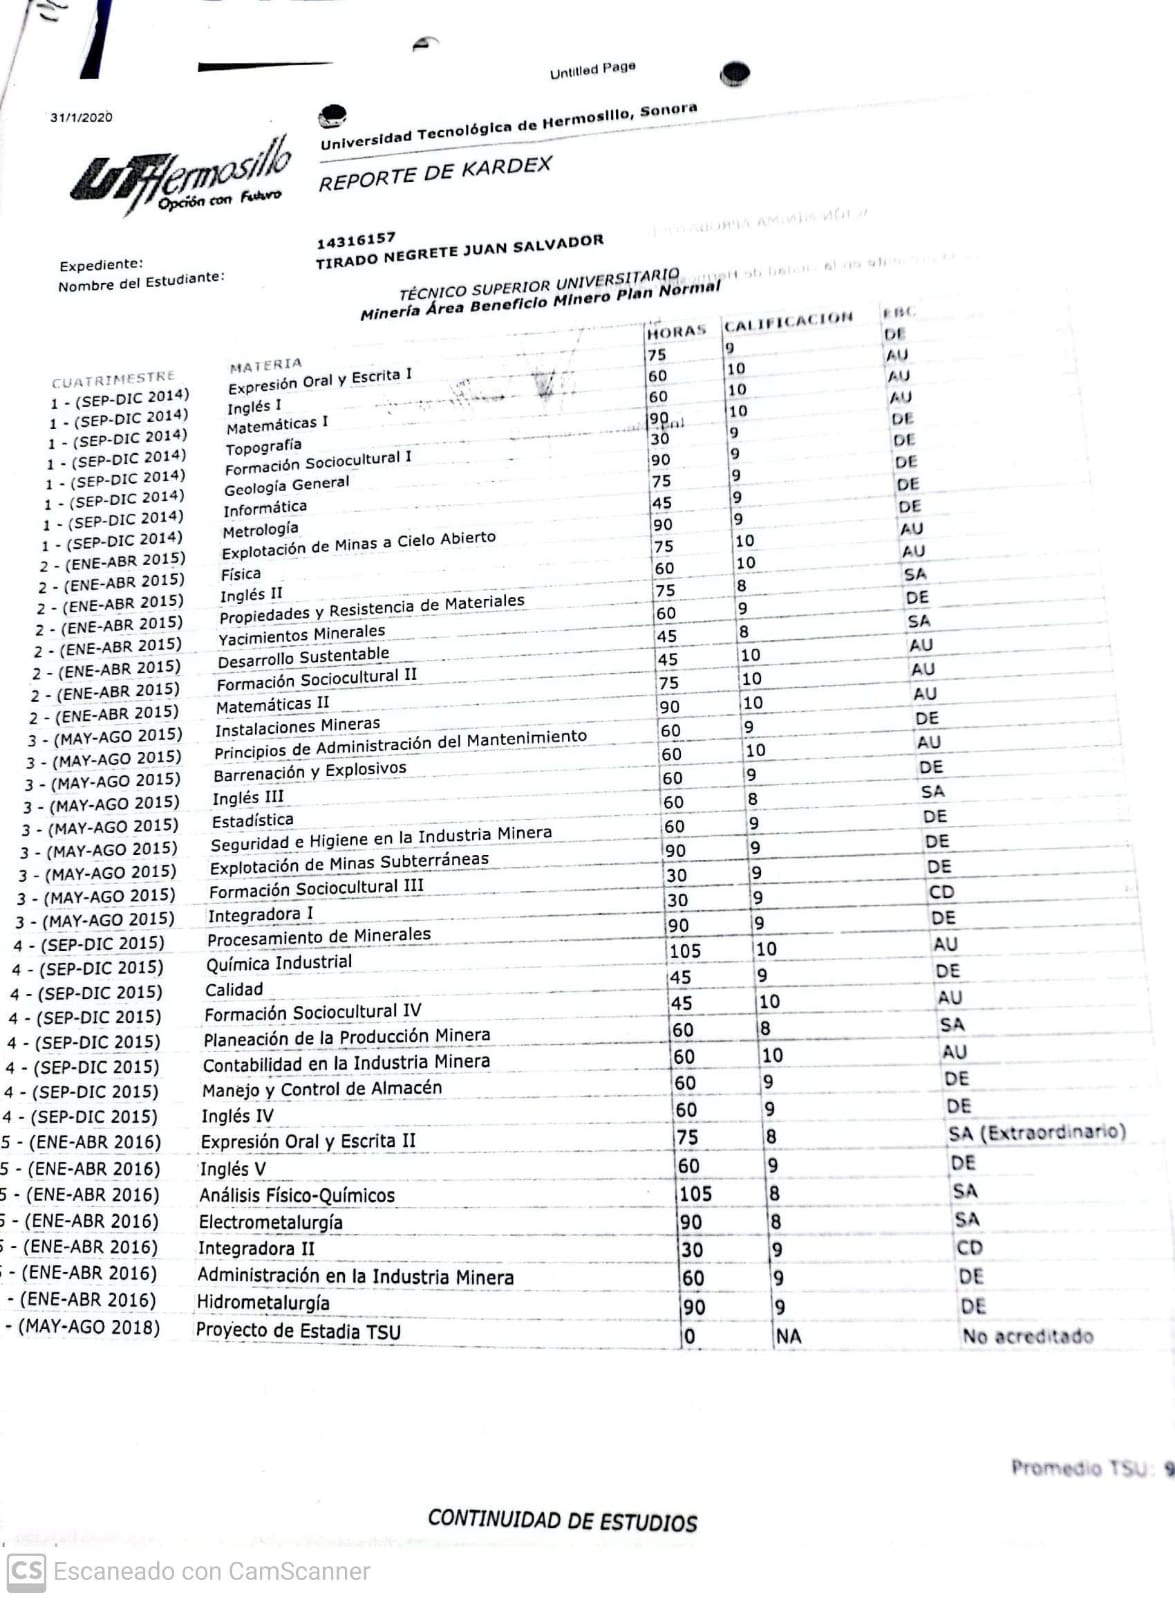 Untitled Page
31/1/2020
UTHermosillo
Opción con Futuro
Universidad Tecnológica de Hermosillo, Sonora
REPORTE DE KARDEX
Expediente: 14316157
Nombre del Estudiante: TIRADO NEGRETE JUAN SALVADOR
TÉCNICO SUPERIOR UNIVERSITARIO
Minería Área Beneficio Minero Plan Normal
CUATRIMESTRE MATERIA HORAS CALIFICACION EBC
1 - (SEP-DIC 2014) Expresión Oral y Escrita I 75 9 DE
1 - (SEP-DIC 2014) Inglés I 60 10 AU
1 - (SEP-DIC 2014) Matemáticas I 60 10 AU
1 - (SEP-DIC 2014) Topografía 90 10 AU
1 - (SEP-DIC 2014) Formación Sociocultural I 30 9 DE
1 - (SEP-DIC 2014) Geología General 90 9 DE
1 - (SEP-DIC 2014) Informática 75 9 DE
1 - (SEP-DIC 2014) Metrología 45 9 DE
2 - (ENE-ABR 2015) Explotación de Minas a Cielo Abierto 90 9 DE
2 - (ENE-ABR 2015) Física 75 10 AU
2 - (ENE-ABR 2015) Inglés II 60 10 AU
2 - (ENE-ABR 2015) Propiedades y Resistencia de Materiales 75 8 SA
2 - (ENE-ABR 2015) Yacimientos Minerales 60 9 DE
2 - (ENE-ABR 2015) Desarrollo Sustentable 45 8 SA
2 - (ENE-ABR 2015) Formación Sociocultural II 45 10 AU
2 - (ENE-ABR 2015) Matemáticas II 75 10 AU
3 - (MAY-AGO 2015) Instalaciones Mineras 90 10 AU
3 - (MAY-AGO 2015) Principios de Administración del Mantenimiento 60 9 DE
3 - (MAY-AGO 2015) Barrenación y Explosivos 60 10 AU
3 - (MAY-AGO 2015) Inglés III 60 9 DE
3 - (MAY-AGO 2015) Estadística 60 8 SA
3 - (MAY-AGO 2015) Seguridad e Higiene en la Industria Minera 60 9 DE
3 - (MAY-AGO 2015) Explotación de Minas Subterráneas 90 9 DE
3 - (MAY-AGO 2015) Formación Sociocultural III 30 9 DE
3 - (MAY-AGO 2015) Integradora I 30 9 CD
4 - (SEP-DIC 2015) Procesamiento de Minerales 90 9 DE
4 - (SEP-DIC 2015) Química Industrial 105 10 AU
4 - (SEP-DIC 2015) Calidad 45 9 DE
4 - (SEP-DIC 2015) Formación Sociocultural IV 45 10 AU
4 - (SEP-DIC 2015) Planeación de la Producción Minera 60 8 SA
4 - (SEP-DIC 2015) Contabilidad en la Industria Minera 60 10 AU
4 - (SEP-DIC 2015) Manejo y Control de Almacén 60 9 DE
4 - (SEP-DIC 2015) Inglés IV 60 9 DE
5 - (ENE-ABR 2016) Expresión Oral y Escrita II 75 8 SA (Extraordinario)
5 - (ENE-ABR 2016) Inglés V 60 9 DE
5 - (ENE-ABR 2016) Análisis Físico-Químicos 105 8 SA
5 - (ENE-ABR 2016) Electrometalurgía 90 8 SA
5 - (ENE-ABR 2016) Integradora II 30 9 CD
- (ENE-ABR 2016) Administración en la Industria Minera 60 9 DE
- (ENE-ABR 2016) Hidrometalurgía 90 9 DE
- (MAY-AGO 2018) Proyecto de Estadia TSU 0 NA No acreditado
Promedio TSU: 9
CONTINUIDAD DE ESTUDIOS
CS Escaneado con CamScanner